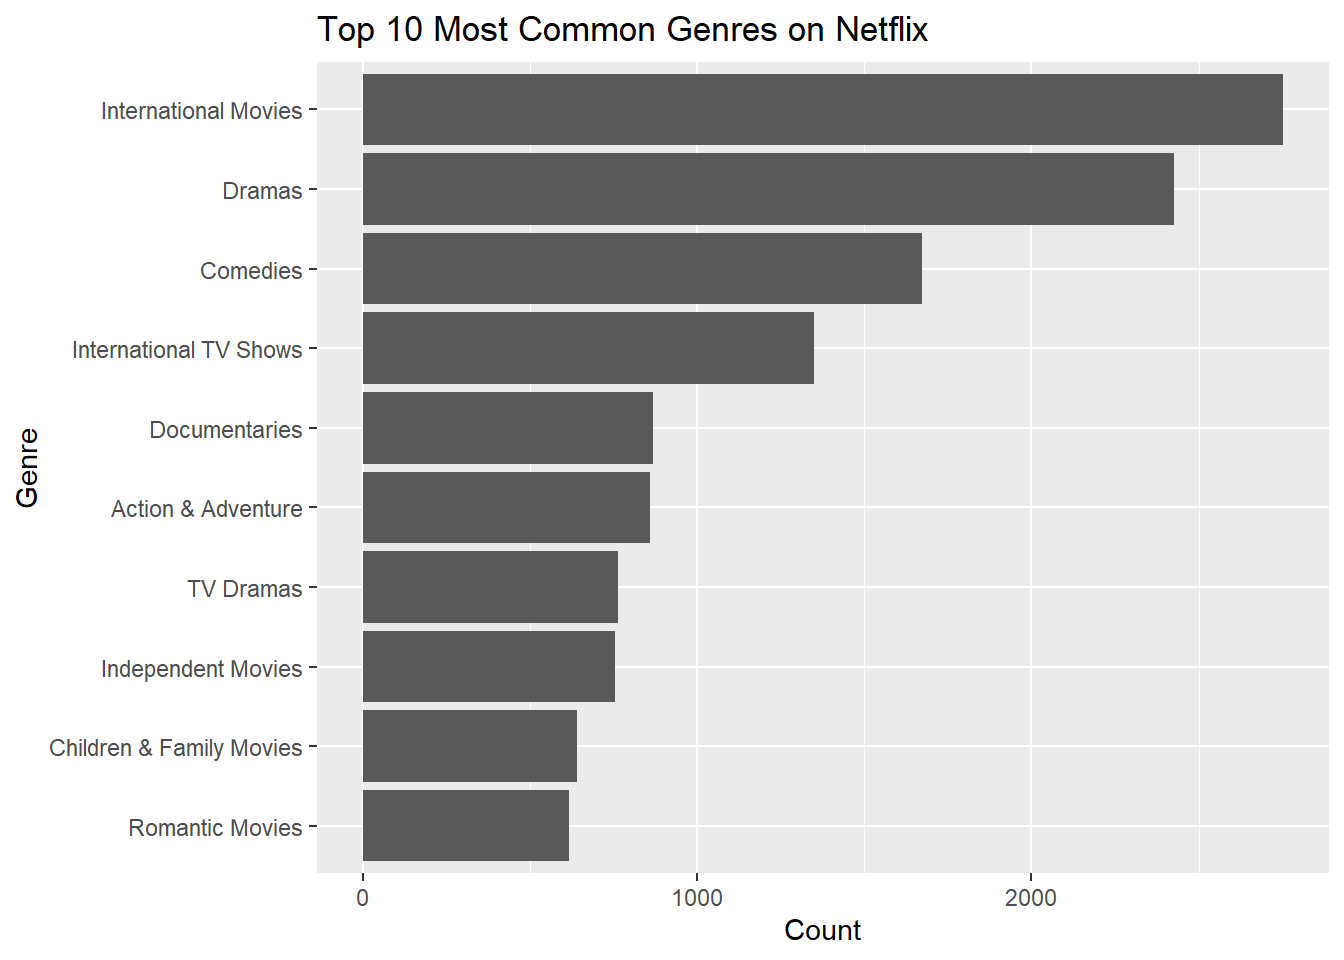 Top 10 Most Common Genres on Netflix
International Movies
Dramas
Comedies
International TV Shows
Documentaries
Action & Adventure
TV Dramas
Independent Movies
Children & Family Movies
Romantic Movies
Genre
0 1000 2000
Count